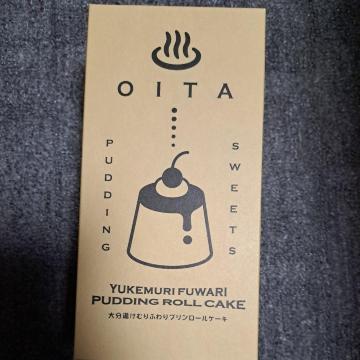 OITA
PUDDING
SWEETS
YUKEMURI FUWARI
PUDDING ROLL CAKE
大分湯けむりふわりプリンロールケーキ